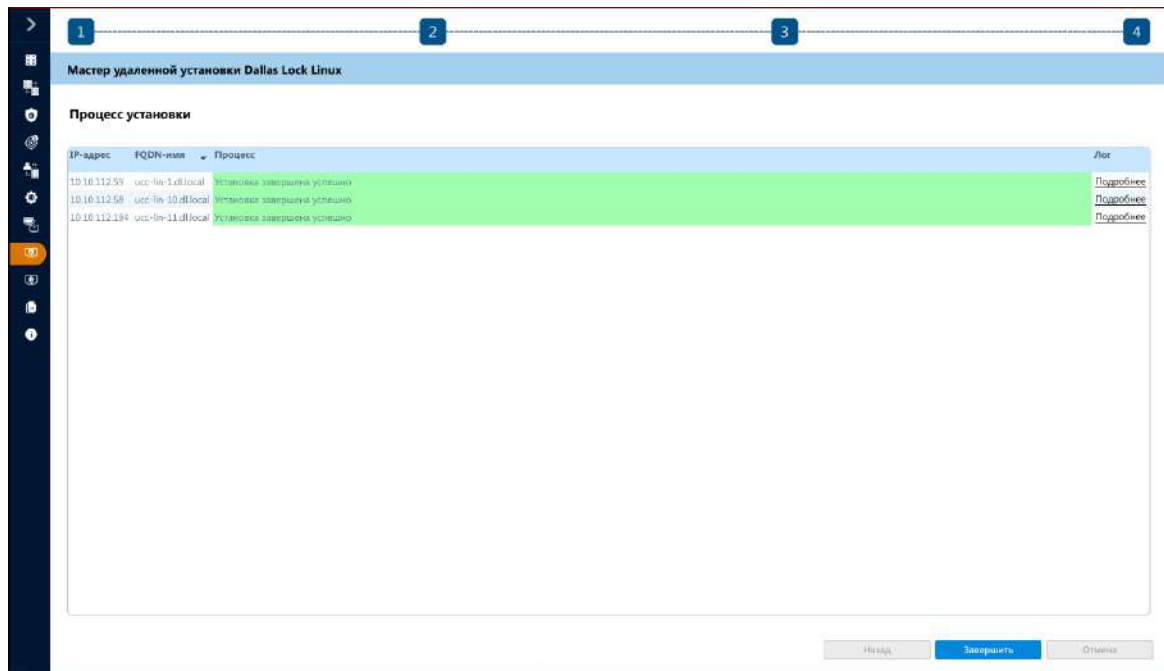 1 2 3 4
Мастер удаленной установки Dallas Lock Linux
Процесс установки
IP-адрес FQDN-имя Процесс Лог
10.10.112.59 ucc-lin-1.dl.local Установка завершена успешно Подробнее
10.10.112.58 ucc-lin-10.dl.local Установка завершена успешно Подробнее
10.10.112.194 ucc-lin-11.dl.local Установка завершена успешно Подробнее
Назад Завершить Отмена